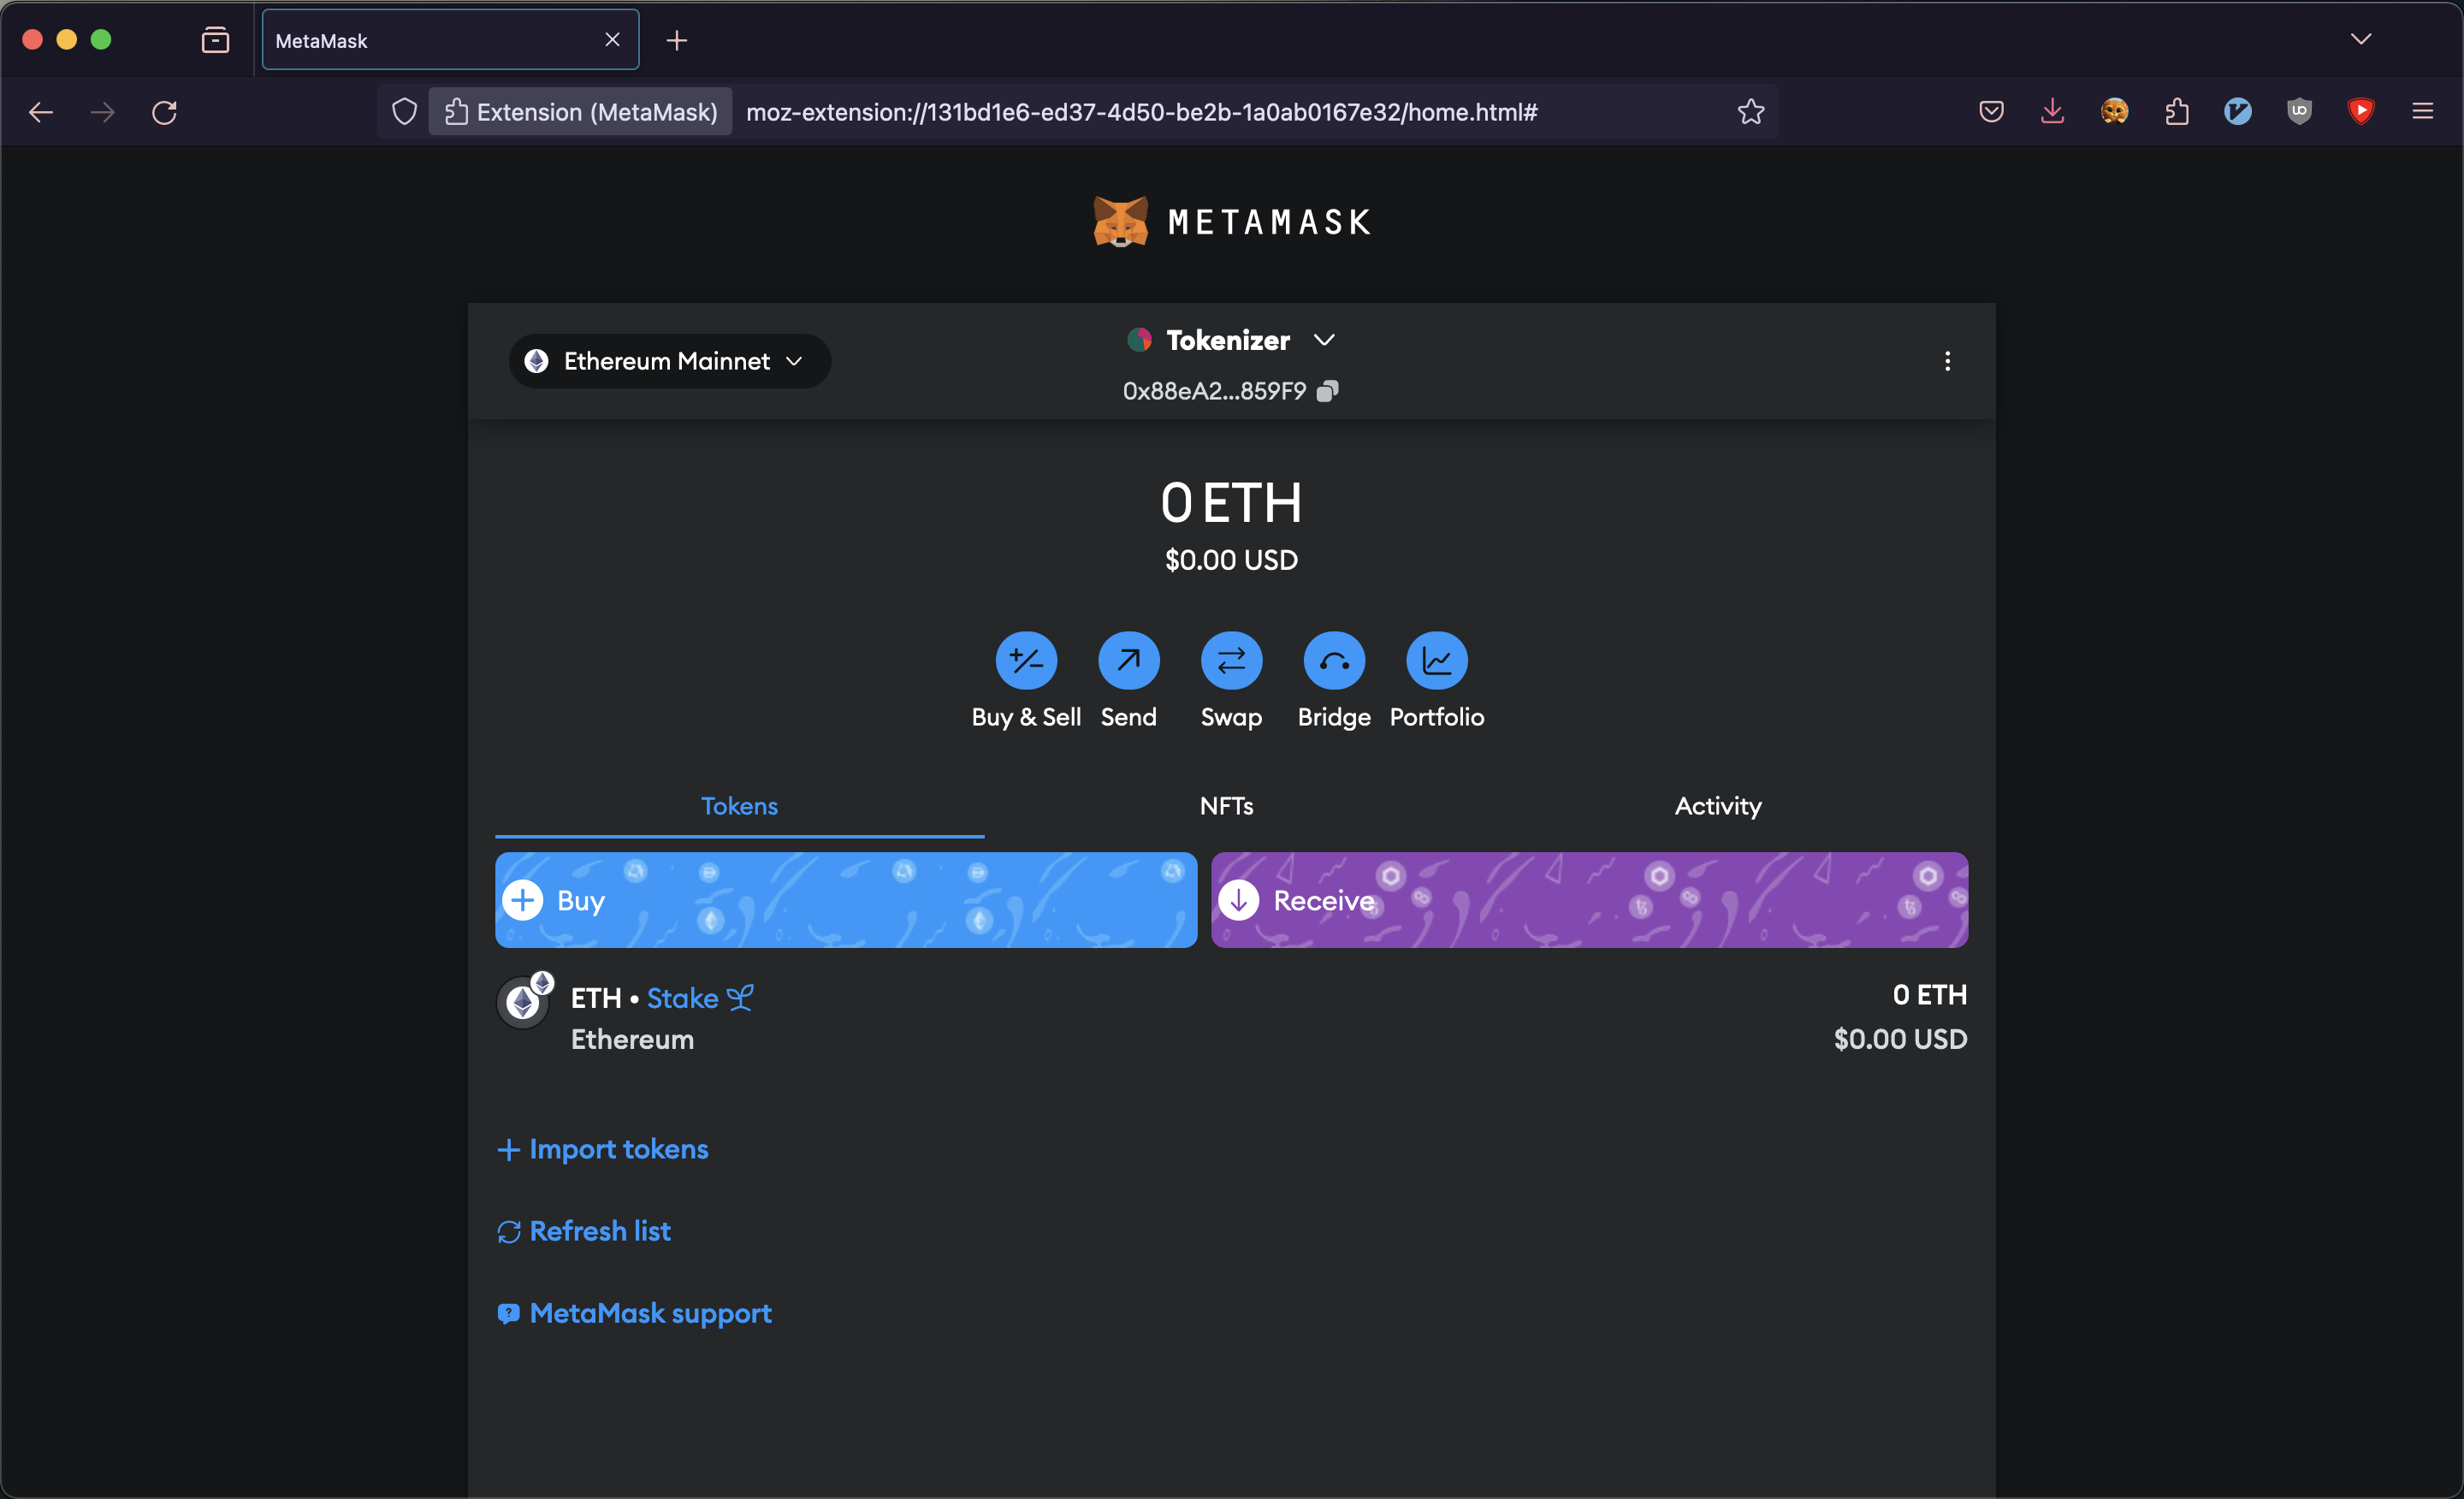 MetaMask
Extension (MetaMask) moz-extension://131bd1e6-ed37-4d50-be2b-1a0ab0167e32/home.html#
METAMASK
Ethereum Mainnet
Tokenizer
0x88eA2...859F9
0 ETH
$0.00 USD
Buy & Sell Send Swap Bridge Portfolio
Tokens NFTs Activity
Buy Receive
ETH • Stake 0 ETH
Ethereum $0.00 USD
Import tokens
Refresh list
MetaMask support